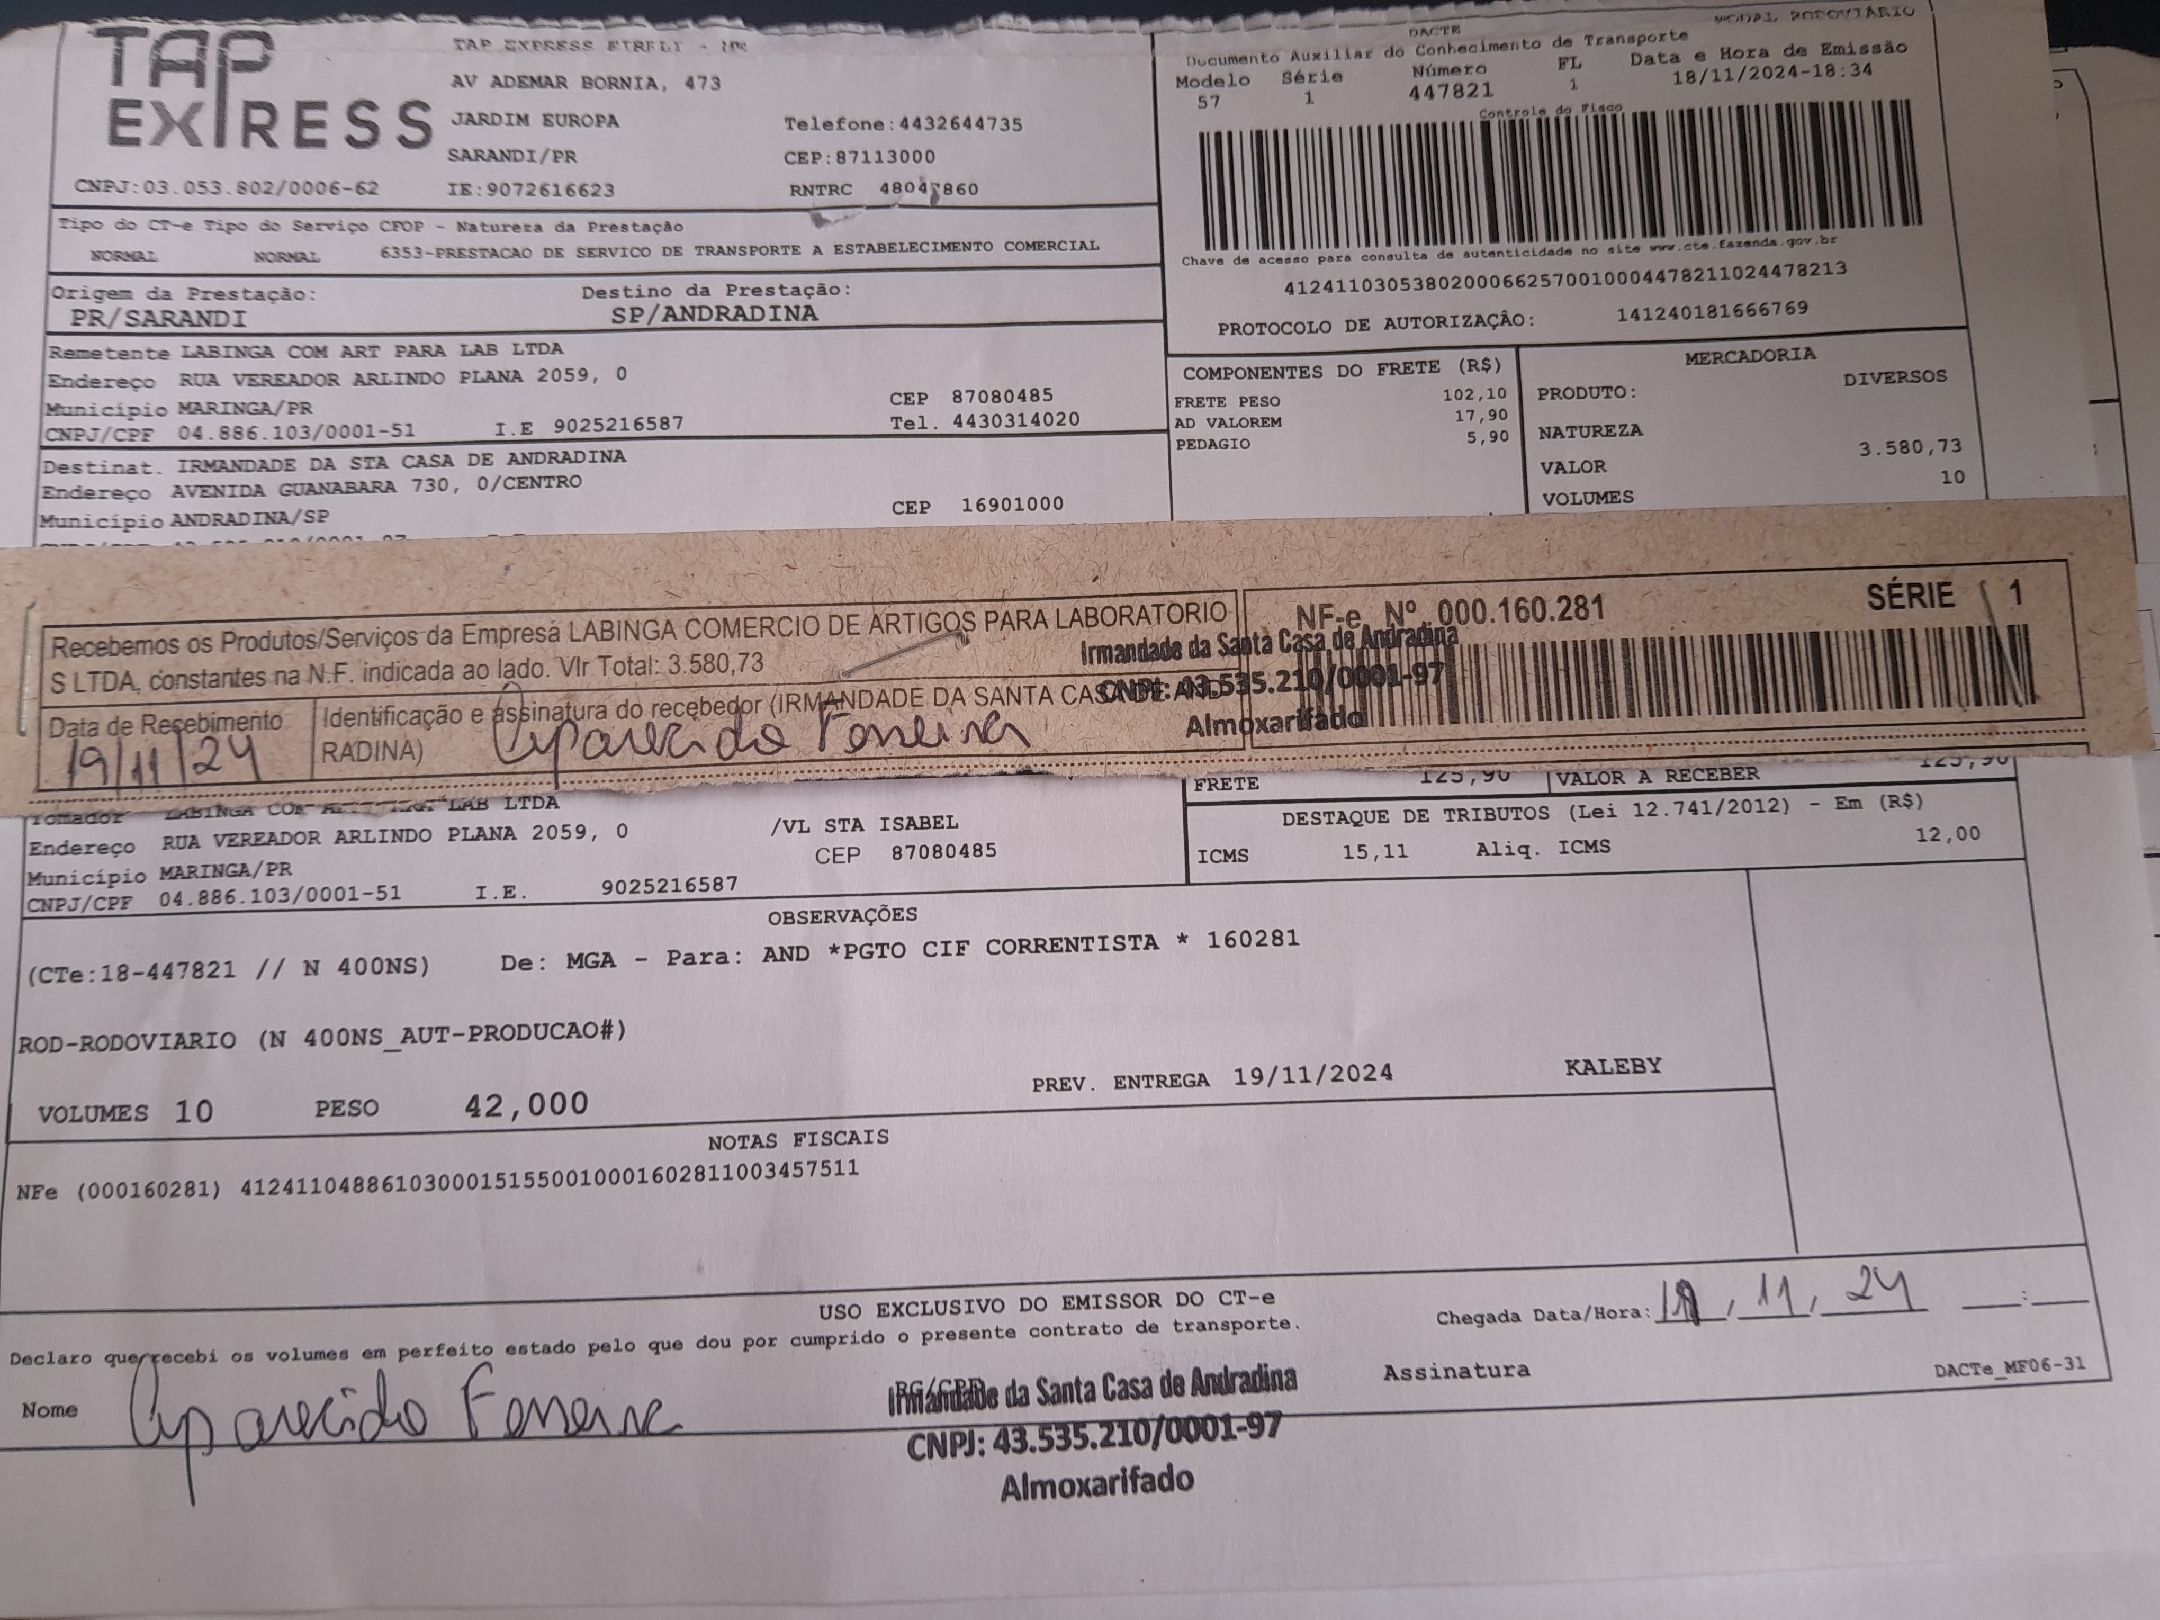 TAP EXPRESS
TAP EXPRESS EIRELI
AV ADEMAR BORNIA, 473
JARDIM EUROPA Telefone:4432644735
SARANDI/PR CEP:87113000
CNPJ:03.053.802/0006-62 IE:9072616623 RNTRC
MODAL RODOVIÁRIO
DACTE
Documento Auxiliar do Conhecimento de Transporte
Modelo Série Número FL Data e Hora de Emissão
57 1 447821 1 18/11/2024-18:34
Controle do Fisco
Chave de acesso para consulta de autenticidade no site www.cte.fazenda.gov.br
41241103053802000662570010004478211024478213
PROTOCOLO DE AUTORIZAÇÃO: 141240181666769
Tipo do CT-e Tipo do Serviço CFOP - Natureza da Prestação
NORMAL NORMAL 6353-PRESTACAO DE SERVICO DE TRANSPORTE A ESTABELECIMENTO COMERCIAL
Origem da Prestação: Destino da Prestação:
PR/SARANDI SP/ANDRADINA
Remetente LABINGA COM ART PARA LAB LTDA
Endereço RUA VEREADOR ARLINDO PLANA 2059, 0
Município MARINGA/PR CEP 87080485
CNPJ/CPF 04.886.103/0001-51 I.E 9025216587 Tel. 4430314020
Destinat. IRMANDADE DA STA CASA DE ANDRADINA
Endereço AVENIDA GUANABARA 730, 0/CENTRO
Município ANDRADINA/SP CEP 16901000
COMPONENTES DO FRETE (R$)
FRETE PESO 102,10
AD VALOREM 17,90
PEDAGIO 5,90
MERCADORIA
PRODUTO: DIVERSOS
NATUREZA
VALOR 3.580,73
VOLUMES 10
Recebemos os Produtos/Serviços da Empresa LABINGA COMERCIO DE ARTIGOS PARA LABORATORIO
S LTDA, constantes na N.F. indicada ao lado. Vlr Total: 3.580,73
Data de Recebimento
19/11/24
Identificação e assinatura do recebedor (IRMANDADE DA SANTA CASA DE AND
RADINA) Aparecido Ferreira
NF-e Nº 000.160.281 SÉRIE 1
Irmandade da Santa Casa de Andradina
CNPJ: 43.535.210/0001-97
Almoxarifado
FRETE 125,90 VALOR A RECEBER 125,90
Tomador LABINGA COM ART PARA LAB LTDA
Endereço RUA VEREADOR ARLINDO PLANA 2059, 0 /VL STA ISABEL
Município MARINGA/PR CEP 87080485
CNPJ/CPF 04.886.103/0001-51 I.E. 9025216587
DESTAQUE DE TRIBUTOS (Lei 12.741/2012) - Em (R$)
ICMS 15,11 Aliq. ICMS 12,00
OBSERVAÇÕES
(CTe:18-447821 // N 400NS) De: MGA - Para: AND *PGTO CIF CORRENTISTA * 160281
ROD-RODOVIARIO (N 400NS_AUT-PRODUCAO#)
VOLUMES 10 PESO 42,000 PREV. ENTREGA 19/11/2024 KALEBY
NOTAS FISCAIS
NFe (000160281) 41241104886103000151550010001602811003457511
USO EXCLUSIVO DO EMISSOR DO CT-e
Declaro que recebi os volumes em perfeito estado pelo que dou por cumprido o presente contrato de transporte.
Chegada Data/Hora: 19, 11, 24 __:__
Nome Aparecido Ferreira RG/CPF Assinatura DACTe_MF06-31
Irmandade da Santa Casa de Andradina
CNPJ: 43.535.210/0001-97
Almoxarifado